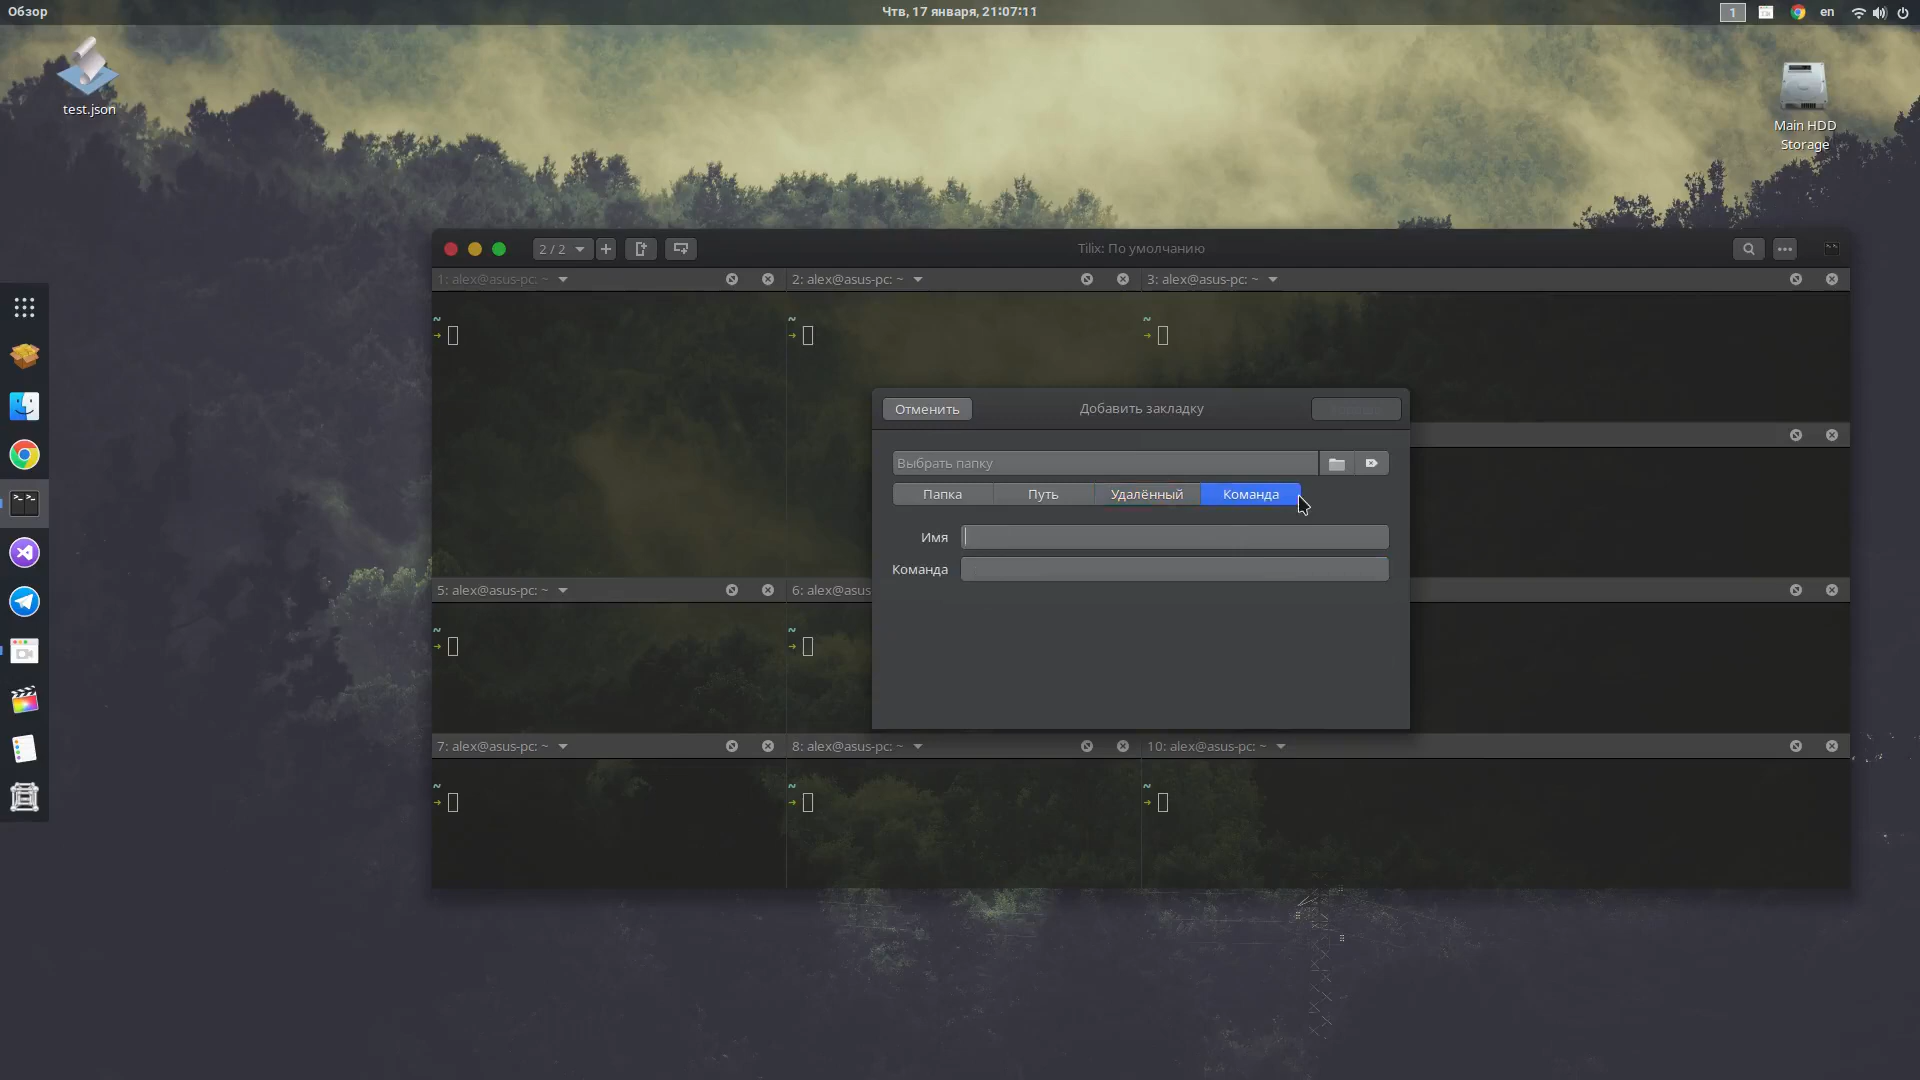 Обзор
Чтв, 17 января, 21:07:11
1
en
test.json
Main HDD
Storage
2 / 2
Tilix: По умолчанию
1: alex@asus-pc: ~
2: alex@asus-pc: ~
3: alex@asus-pc: ~
~
~
~
Отменить
Добавить закладку
Выбрать папку
Папка
Путь
Удалённый
Команда
Имя
Команда
5: alex@asus-pc: ~
6: alex@asus
~
~
7: alex@asus-pc: ~
8: alex@asus-pc: ~
10: alex@asus-pc: ~
~
~
~